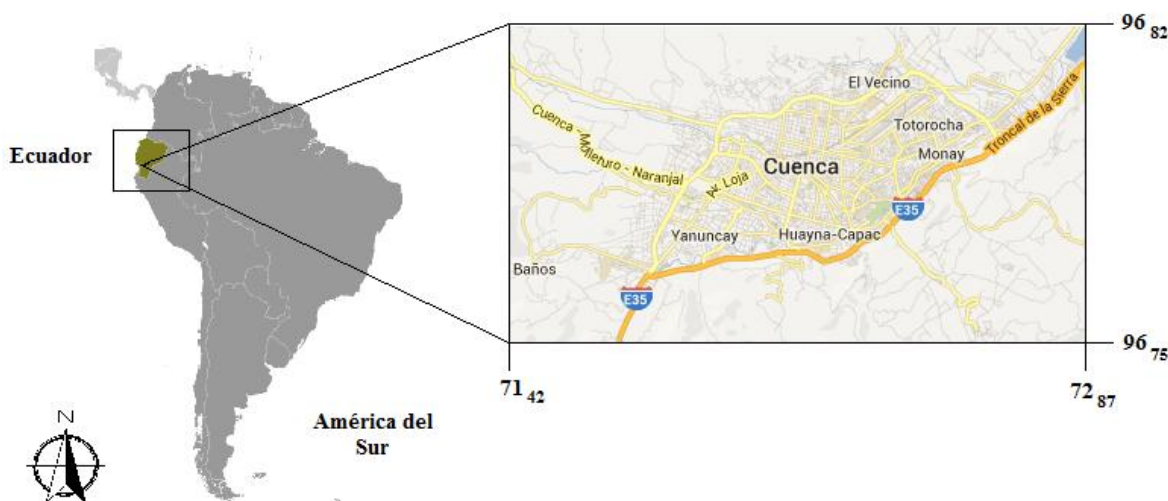 96 82
El Vecino
Troncal de la Sierra
Cuenca - Molleturo - Naranjal
Totorocha
Ecuador
Monay
Cuenca
Av. Loja
E35
Yanuncay
Huayna-Capac
Baños
E35
96 75
71 42
72 87
América del
Sur
N